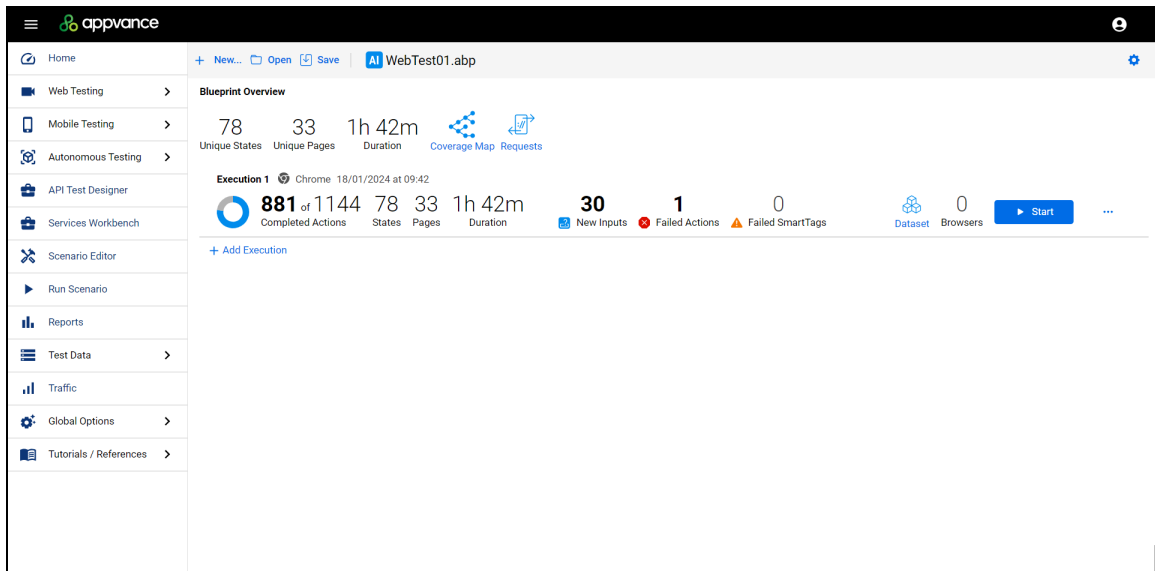 appvance
Home
Web Testing
Mobile Testing
Autonomous Testing
API Test Designer
Services Workbench
Scenario Editor
Run Scenario
Reports
Test Data
Traffic
Global Options
Tutorials / References
+ New... Open Save AI WebTest01.abp
Blueprint Overview
78 33 1h 42m
Unique States Unique Pages Duration Coverage Map Requests
Execution 1 Chrome 18/01/2024 at 09:42
881 of 1144 78 33 1h 42m 30 1 0 0
Completed Actions States Pages Duration New Inputs Failed Actions Failed SmartTags Dataset Browsers Start ...
+ Add Execution